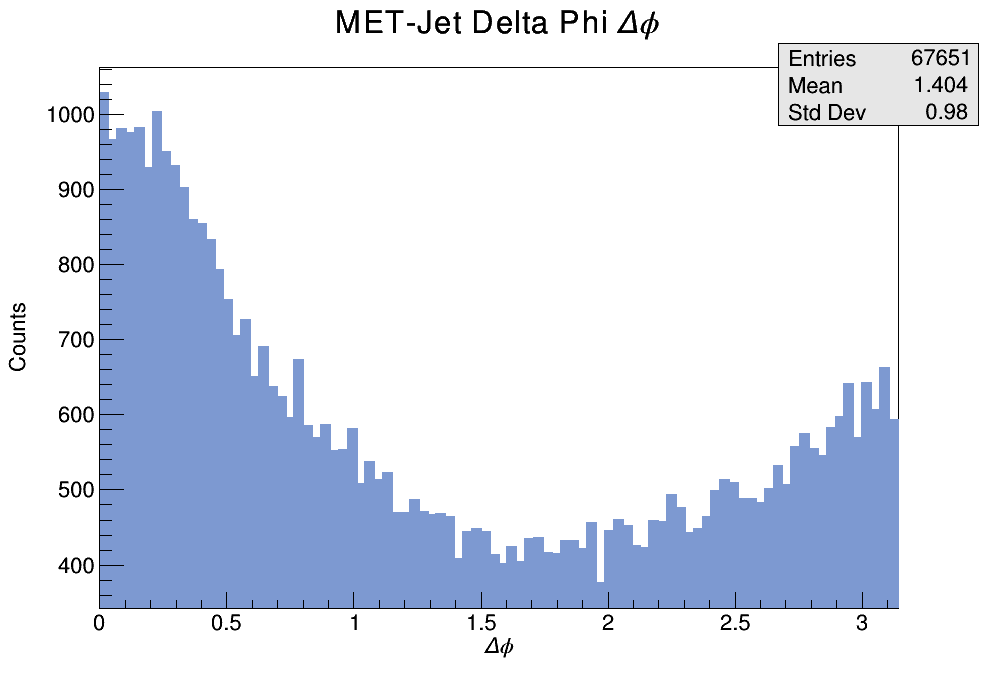 MET-Jet Delta Phi Δϕ
Entries 67651
Mean 1.404
Std Dev 0.98
1000
900
800
700
600
500
400
Counts
0 0.5 1 1.5 2 2.5 3
Δϕ